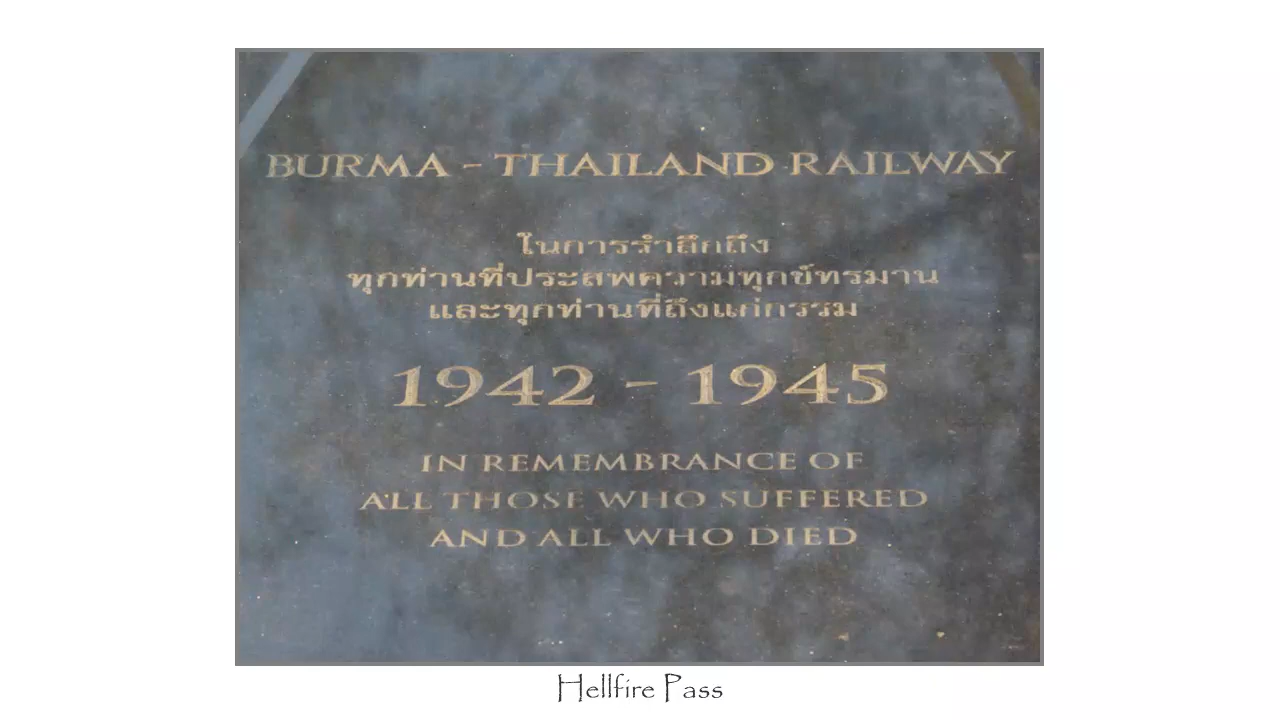 BURMA - THAILAND RAILWAY
ในการรำลึกถึง
ทุกท่านที่ประสพความทุกข์ทรมาน
และทุกท่านที่ถึงแก่กรรม
1942 - 1945
IN REMEMBRANCE OF
ALL THOSE WHO SUFFERED
AND ALL WHO DIED
Hellfire Pass